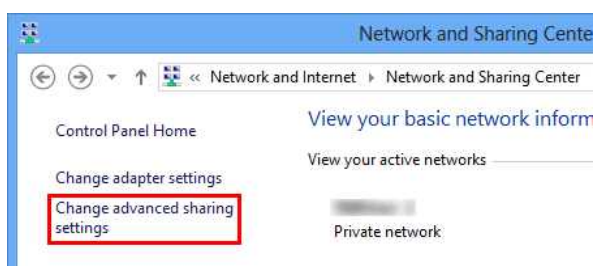 Network and Sharing Cente
« Network and Internet Network and Sharing Center
Control Panel Home
View your basic network inform
View your active networks
Change adapter settings
Change advanced sharing
settings
Private network